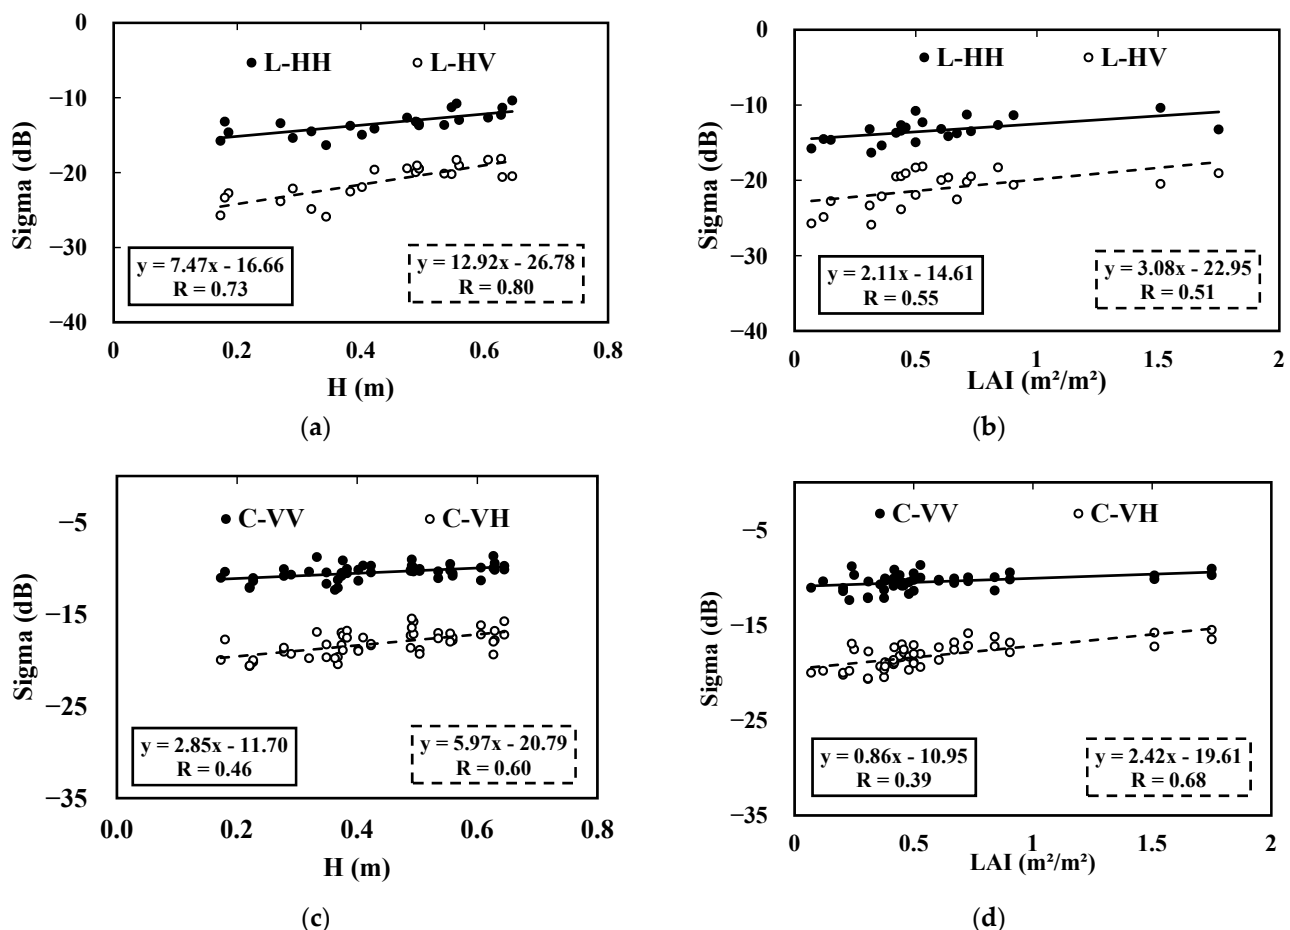 0
L-HH L-HV
−10
−20
−30
−40
Sigma (dB)
y = 7.47x - 16.66
R = 0.73
y = 12.92x - 26.78
R = 0.80
0 0.2 0.4 0.6 0.8
H (m)
(a)
0
L-HH L-HV
−10
−20
−30
−40
Sigma (dB)
y = 2.11x - 14.61
R = 0.55
y = 3.08x - 22.95
R = 0.51
0 0.5 1 1.5 2
LAI (m²/m²)
(b)
−5
C-VV C-VH
−15
−25
−35
Sigma (dB)
y = 2.85x - 11.70
R = 0.46
y = 5.97x - 20.79
R = 0.60
0.0 0.2 0.4 0.6 0.8
H (m)
(c)
−5
C-VV C-VH
−15
−25
−35
Sigma (dB)
y = 0.86x - 10.95
R = 0.39
y = 2.42x - 19.61
R = 0.68
0 0.5 1 1.5 2
LAI (m²/m²)
(d)